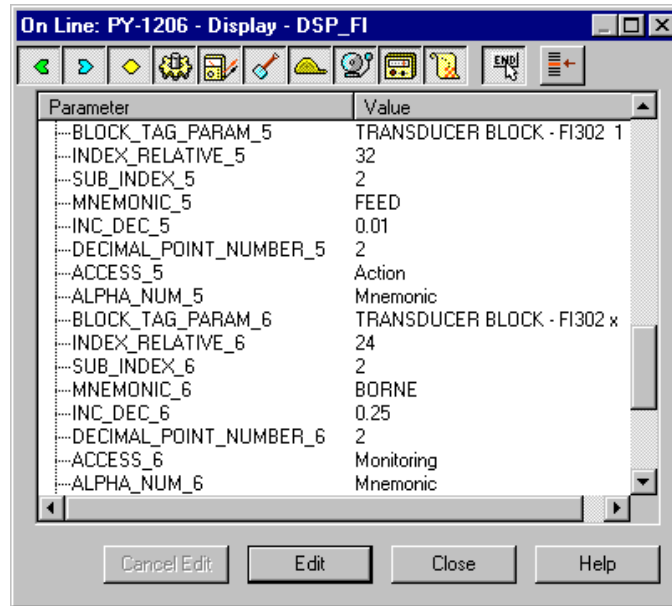 On Line: PY-1206 - Display - DSP_FI
END
Parameter Value
BLOCK_TAG_PARAM_5 TRANSDUCER BLOCK - FI302 1
INDEX_RELATIVE_5 32
SUB_INDEX_5 2
MNEMONIC_5 FEED
INC_DEC_5 0.01
DECIMAL_POINT_NUMBER_5 2
ACCESS_5 Action
ALPHA_NUM_5 Mnemonic
BLOCK_TAG_PARAM_6 TRANSDUCER BLOCK - FI302 x
INDEX_RELATIVE_6 24
SUB_INDEX_6 2
MNEMONIC_6 BORNE
INC_DEC_6 0.25
DECIMAL_POINT_NUMBER_6 2
ACCESS_6 Monitoring
ALPHA_NUM_6 Mnemonic
Cancel Edit Edit Close Help